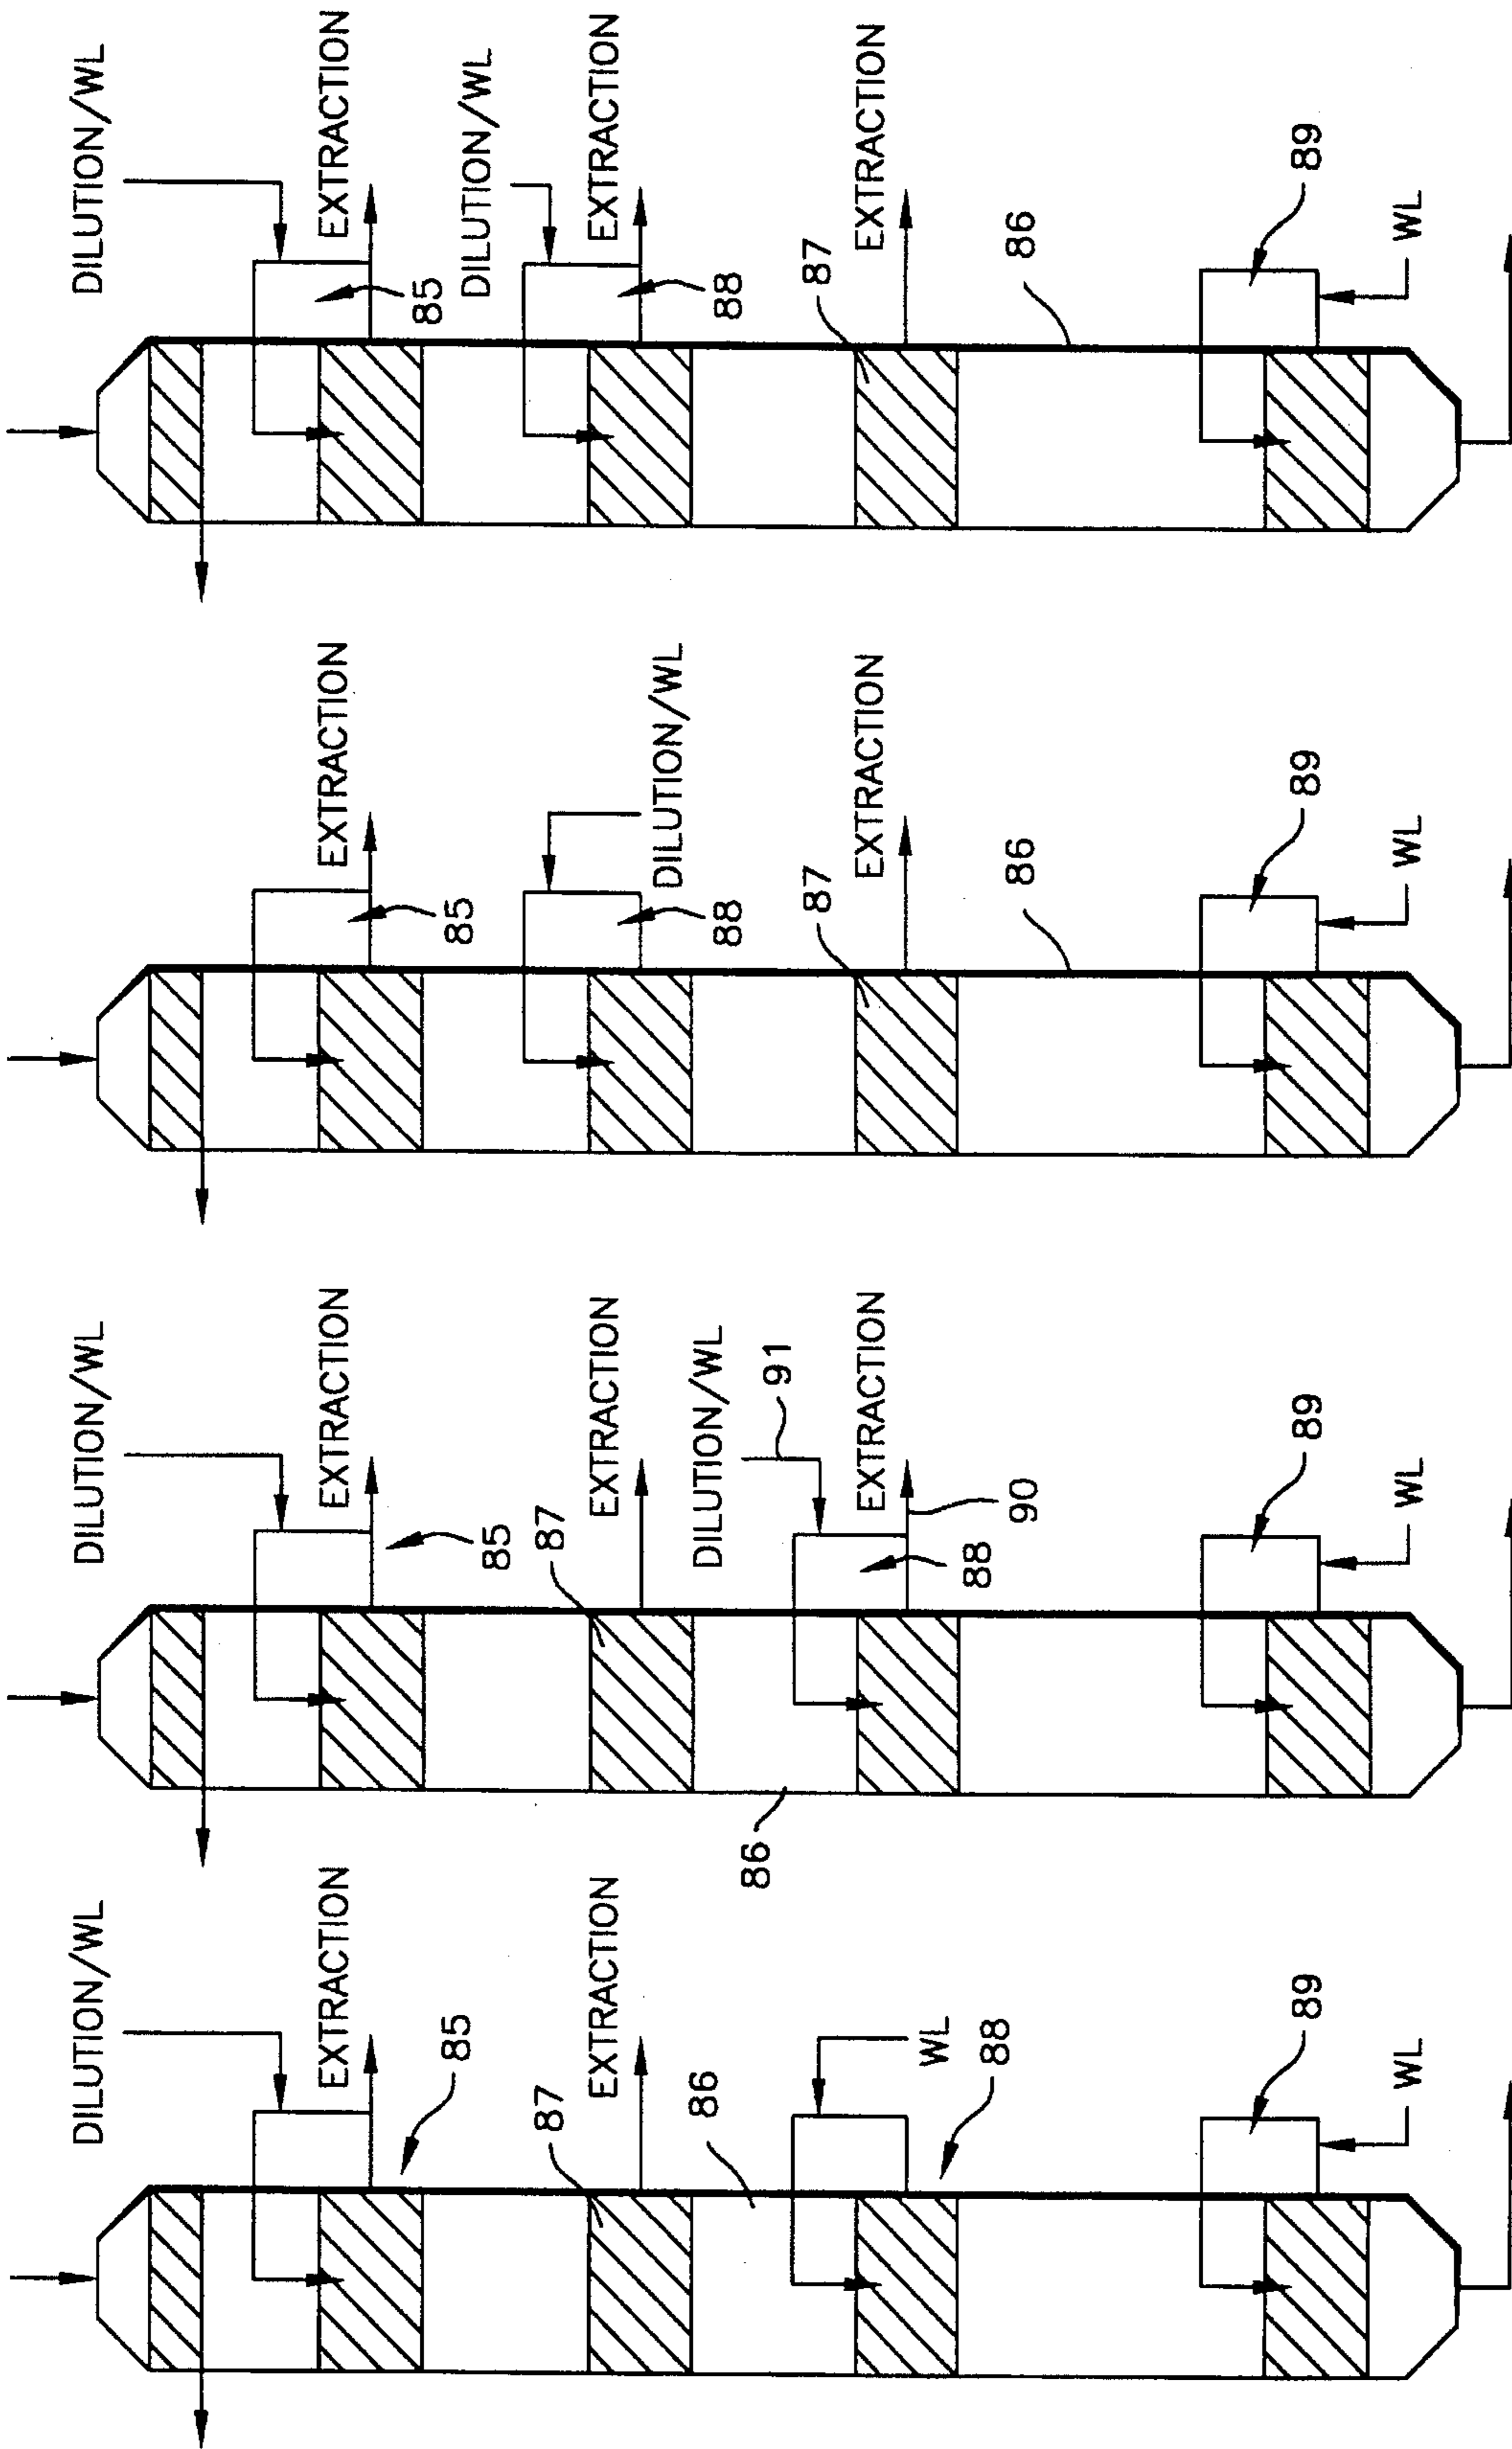 DILUTION/WL
EXTRACTION
85
87
EXTRACTION
86
WL
88
89
WL
DILUTION/WL
EXTRACTION
85
87
EXTRACTION
DILUTION/WL
91
86
EXTRACTION
88
90
89
WL
EXTRACTION
85
DILUTION/WL
88
87
EXTRACTION
86
89
WL
DILUTION/WL
EXTRACTION
85
DILUTION/WL
EXTRACTION
88
87
EXTRACTION
86
89
WL